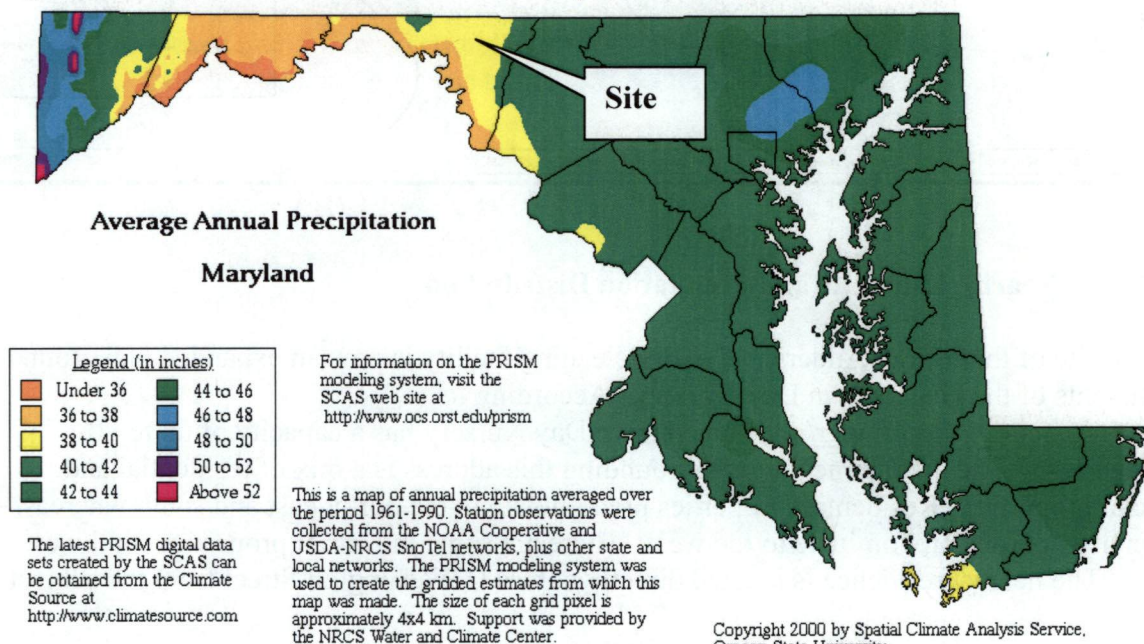 Site
Average Annual Precipitation
Maryland
Legend (in inches)
Under 36
36 to 38
38 to 40
40 to 42
42 to 44
44 to 46
46 to 48
48 to 50
50 to 52
Above 52
For information on the PRISM
modeling system, visit the
SCAS web site at
http://www.ocs.orst.edu/prism
The latest PRISM digital data
sets created by the SCAS can
be obtained from the Climate
Source at
http://www.climatesource.com
This is a map of annual precipitation averaged over
the period 1961-1990. Station observations were
collected from the NOAA Cooperative and
USDA-NRCS SnoTel networks, plus other state and
local networks. The PRISM modeling system was
used to create the gridded estimates from which this
map was made. The size of each grid pixel is
approximately 4x4 km. Support was provided by
the NRCS Water and Climate Center.
Copyright 2000 by Spatial Climate Analysis Service,
Oregon State University